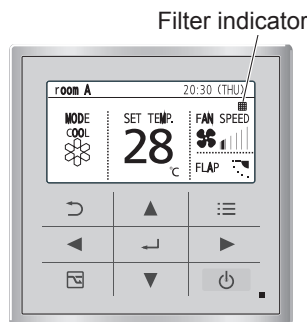 Filter indicator
room A 20:30 (THU)
MODE SET TEMP. FAN SPEED
COOL
28 °C
FLAP